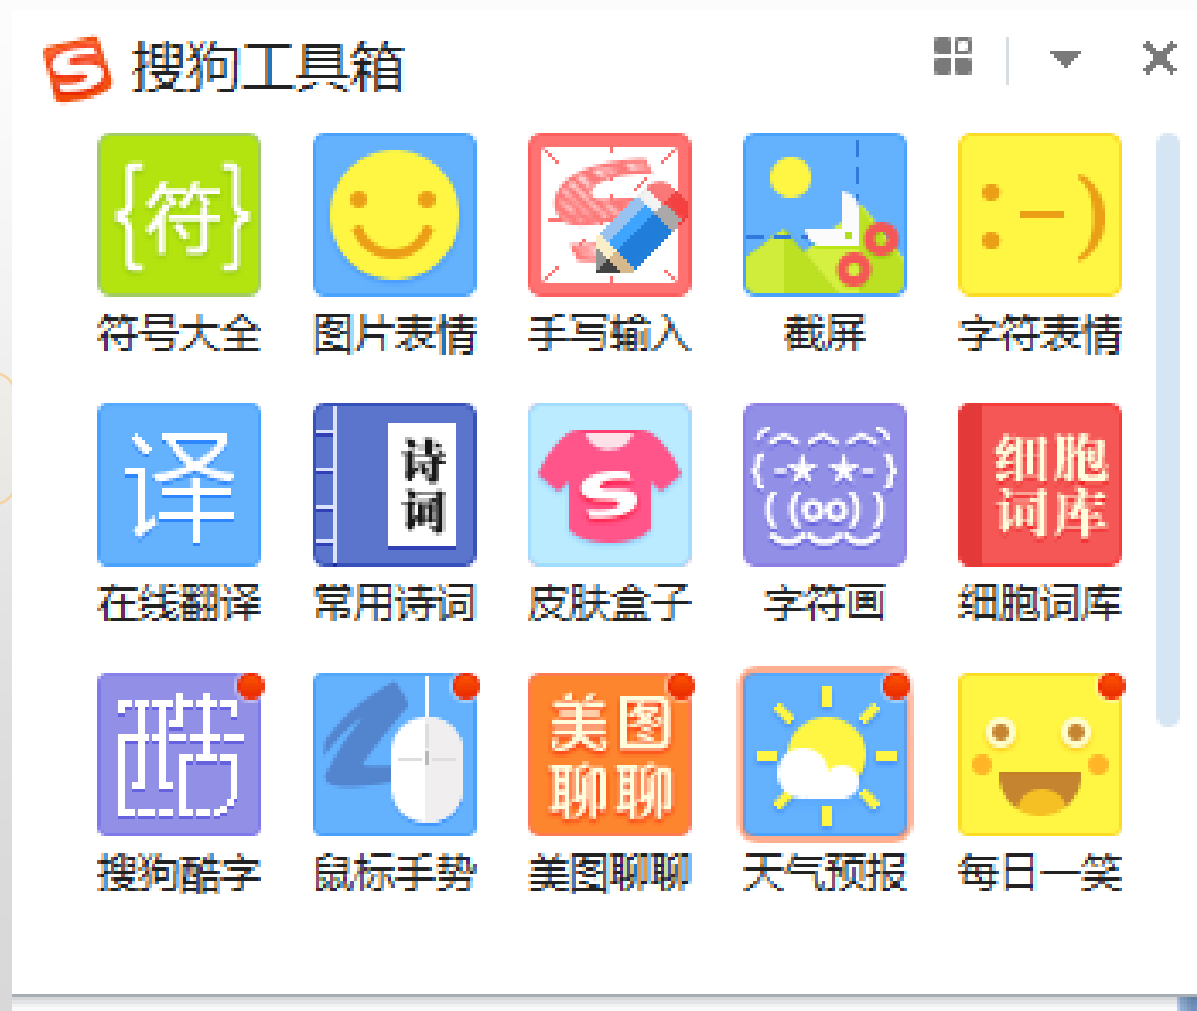 搜狗工具箱
{符}
:-)
符号大全 图片表情 手写输入 截屏 字符表情
译
诗词
S
细胞词库
在线翻译 常用诗词 皮肤盒子 字符画 细胞词库
酷
美图
聊聊
搜狗酷字 鼠标手势 美图聊聊 天气预报 每日一笑